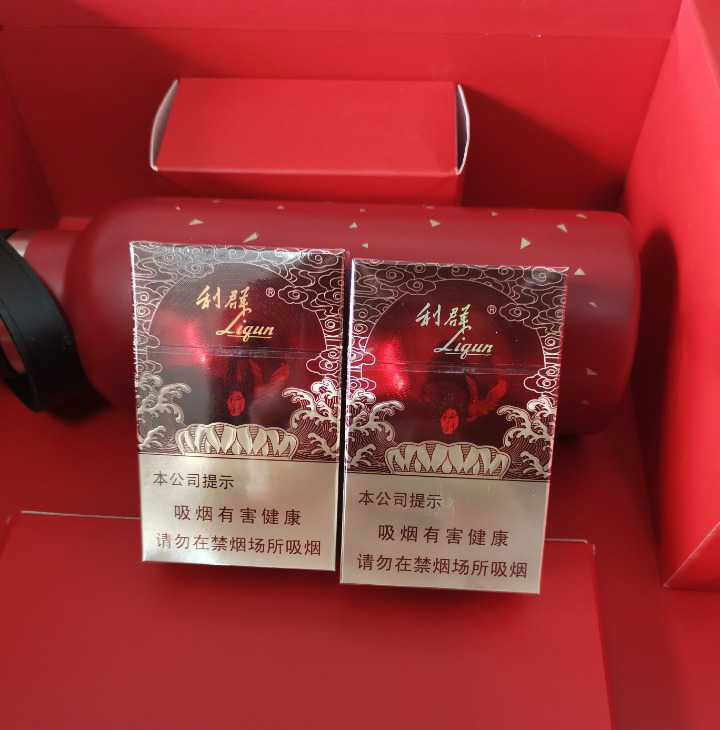 利群®
Liqun
本公司提示
吸烟有害健康
请勿在禁烟场所吸烟
利群®
Liqun
本公司提示
吸烟有害健康
请勿在禁烟场所吸烟